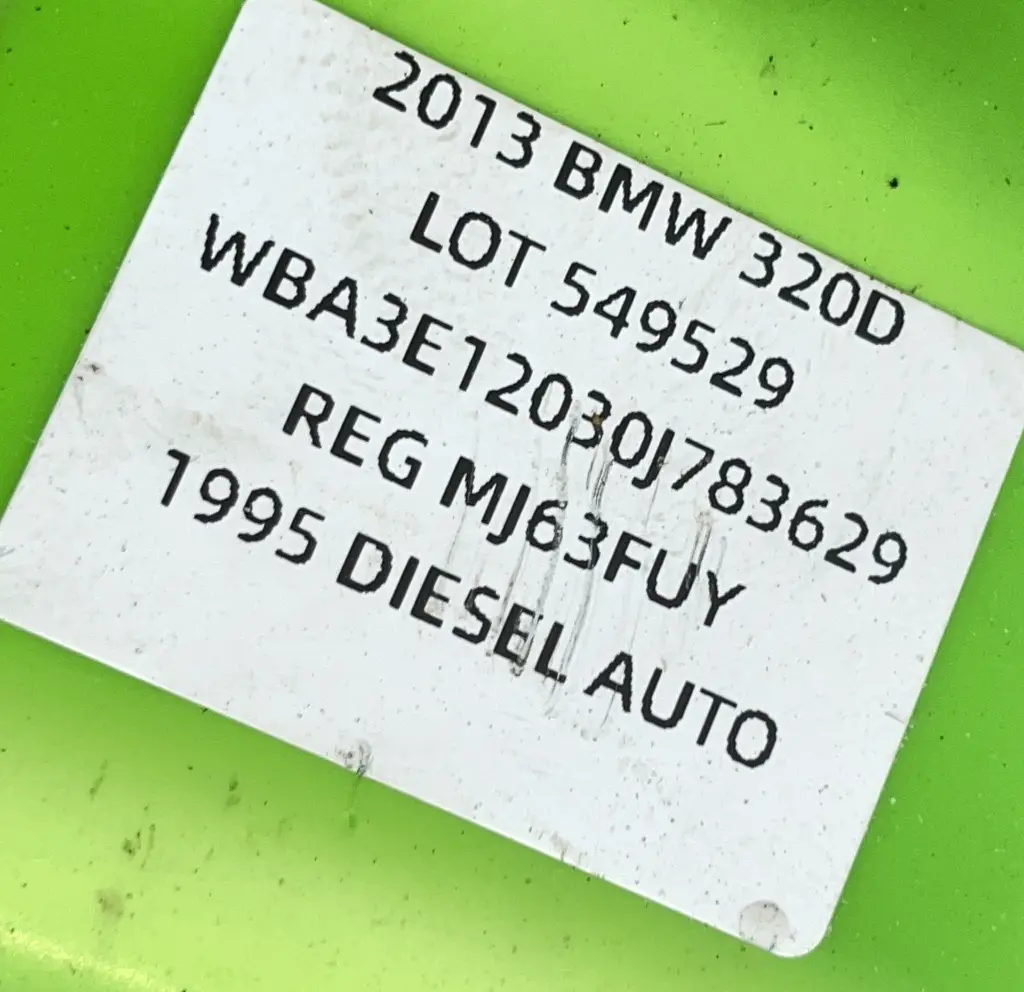 2013 BMW 320D
LOT 549529
WBA3E12030J783629
REG MJ63FUY
1995 DIESEL AUTO